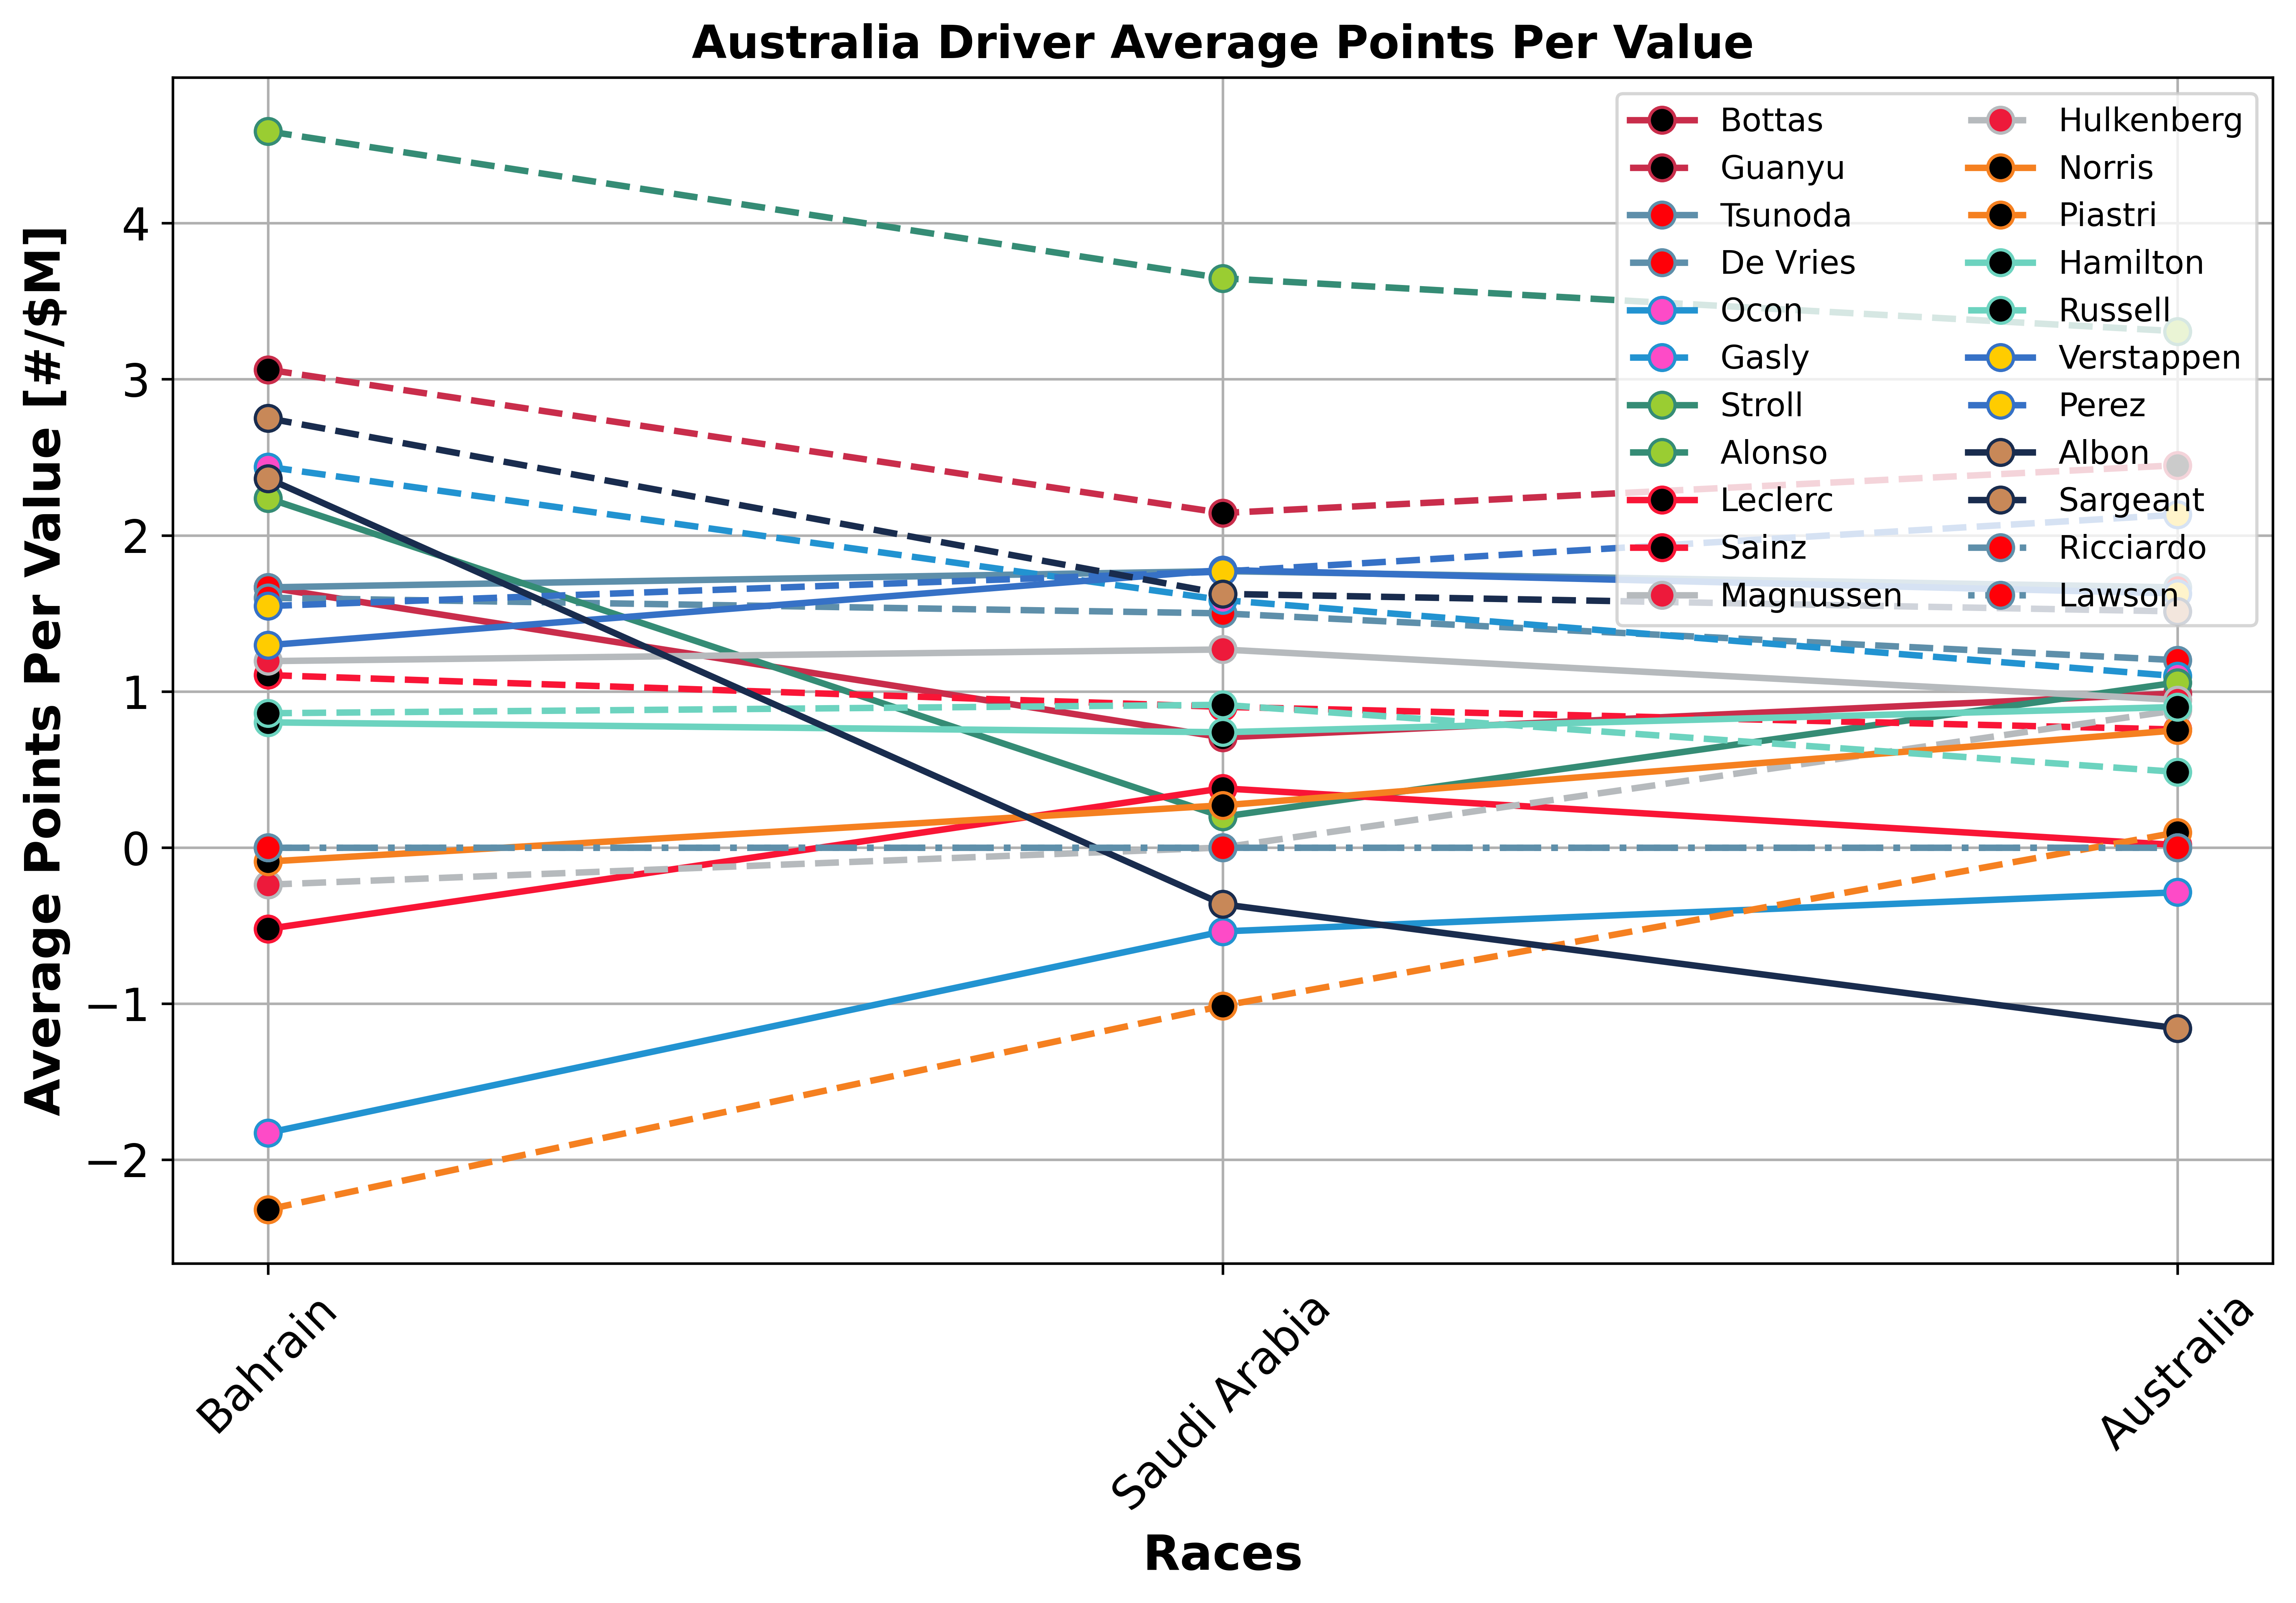 Australia Driver Average Points Per Value
Average Points Per Value [#/$M]
4
3
2
1
0
−1
−2
Bottas
Guanyu
Tsunoda
De Vries
Ocon
Gasly
Stroll
Alonso
Leclerc
Sainz
Magnussen
Hulkenberg
Norris
Piastri
Hamilton
Russell
Verstappen
Perez
Albon
Sargeant
Ricciardo
Lawson
Bahrain
Saudi Arabia
Australia
Races